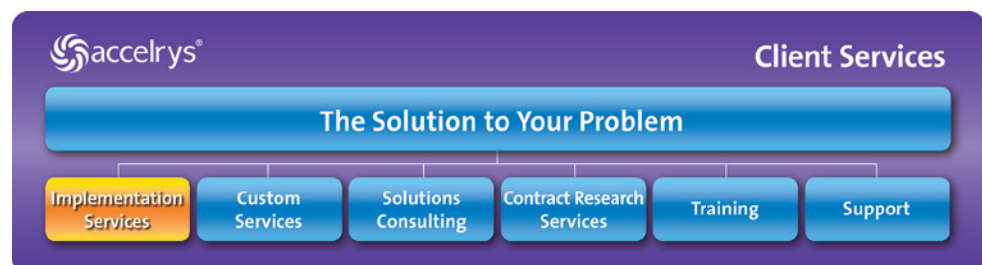 accelrys®
Client Services
The Solution to Your Problem
Implementation
Services
Custom
Services
Solutions
Consulting
Contract Research
Services
Training
Support